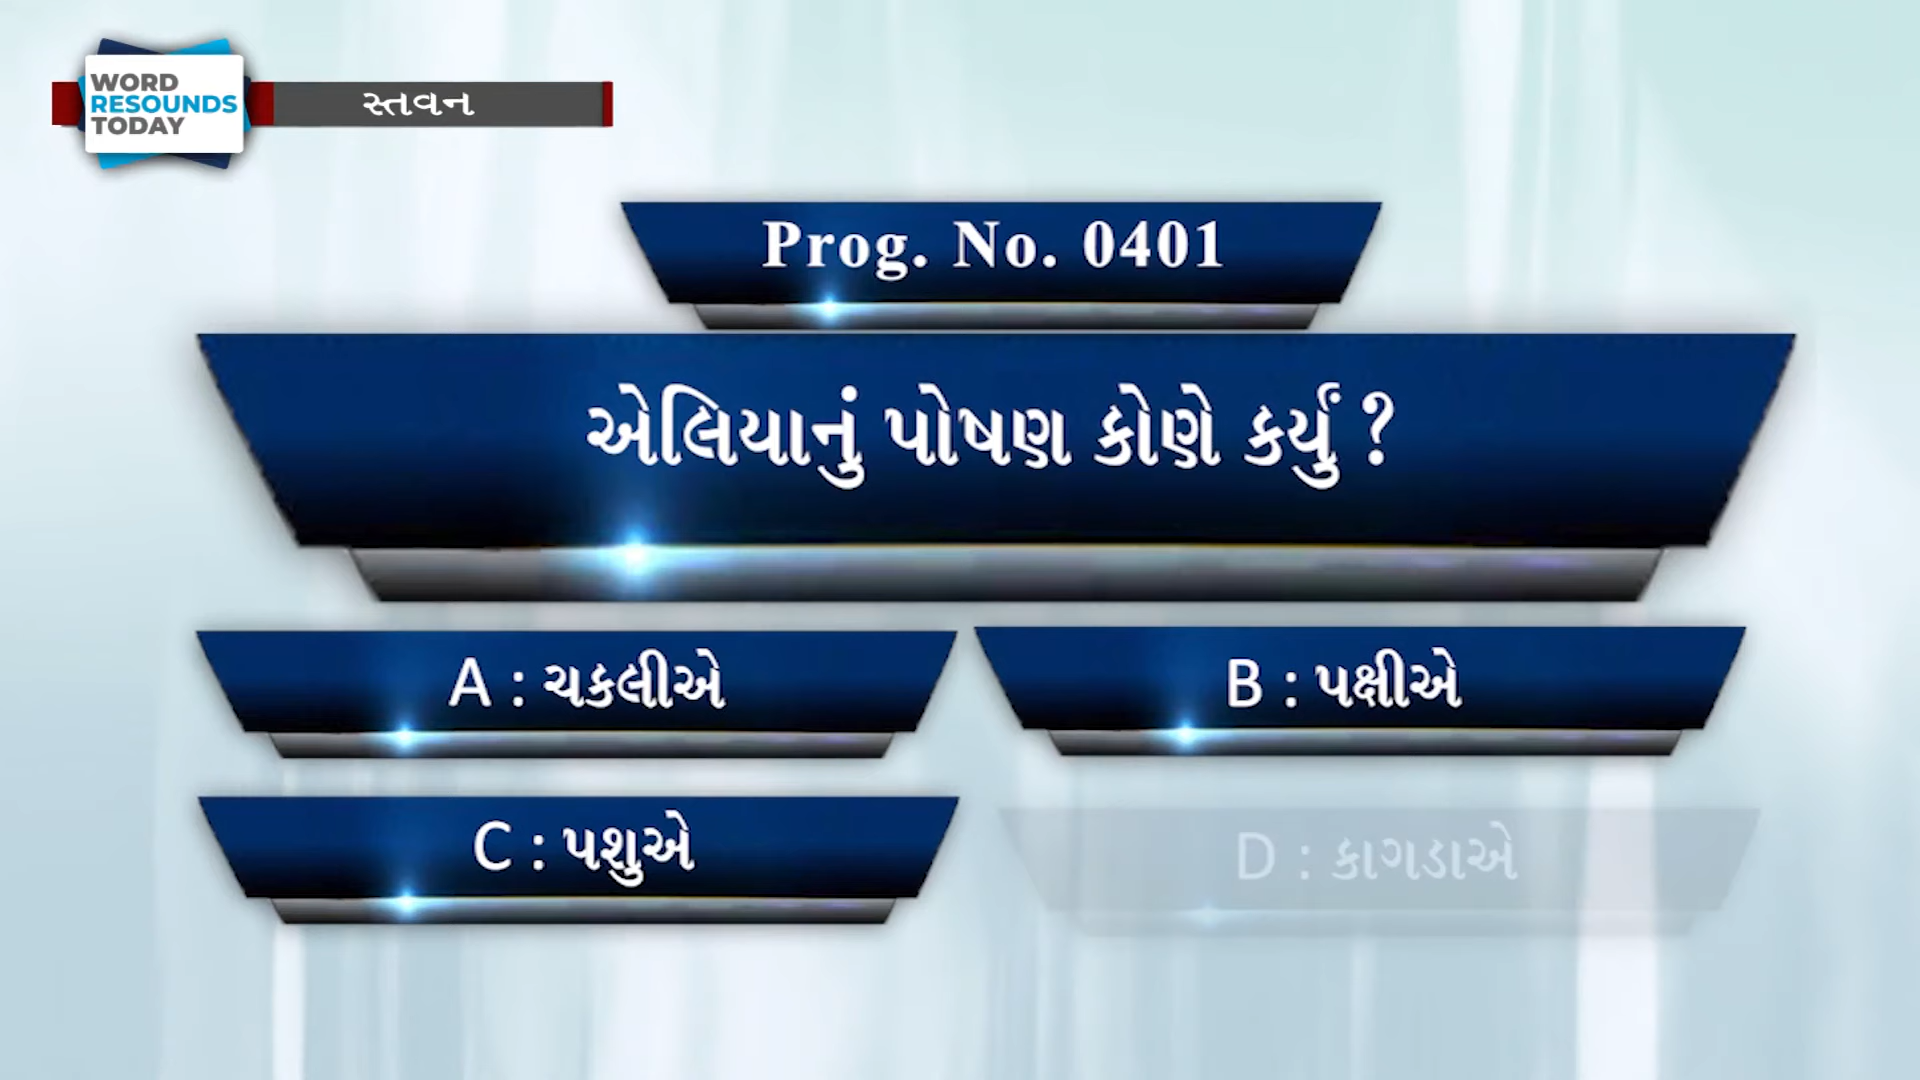 WORD
RESOUNDS
TODAY
સ્તવન
Prog. No. 0401
એલિયાનું પોષણ કોણે કર્યું ?
A : ચકલીએ
B : પક્ષીએ
C : પશુએ
D : કાગડાએ